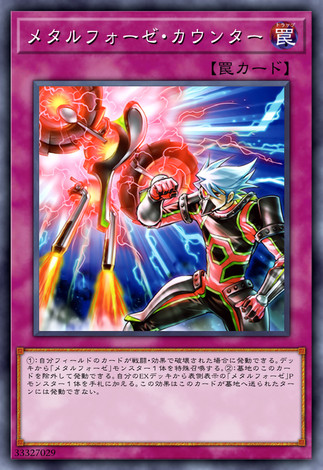 メタルフォーゼ・カウンター
罠
トラップ
【罠カード】
①:自分フィールドのカードが戦闘・効果で破壊された場合に発動できる。デッ
キから「メタルフォーゼ」モンスター1体を特殊召喚する。②:墓地のこのカー
ドを除外して発動できる。自分のEXデッキから表側表示の「メタルフォーゼ」P
モンスター1体を手札に加える。この効果はこのカードが墓地へ送られたターン
には発動できない。
33327029